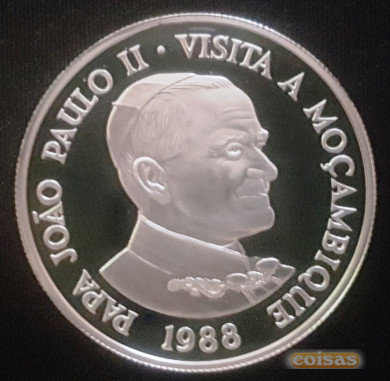 PAPA JOÃO PAULO II · VISITA A MOÇAMBIQUE
1988
coisas